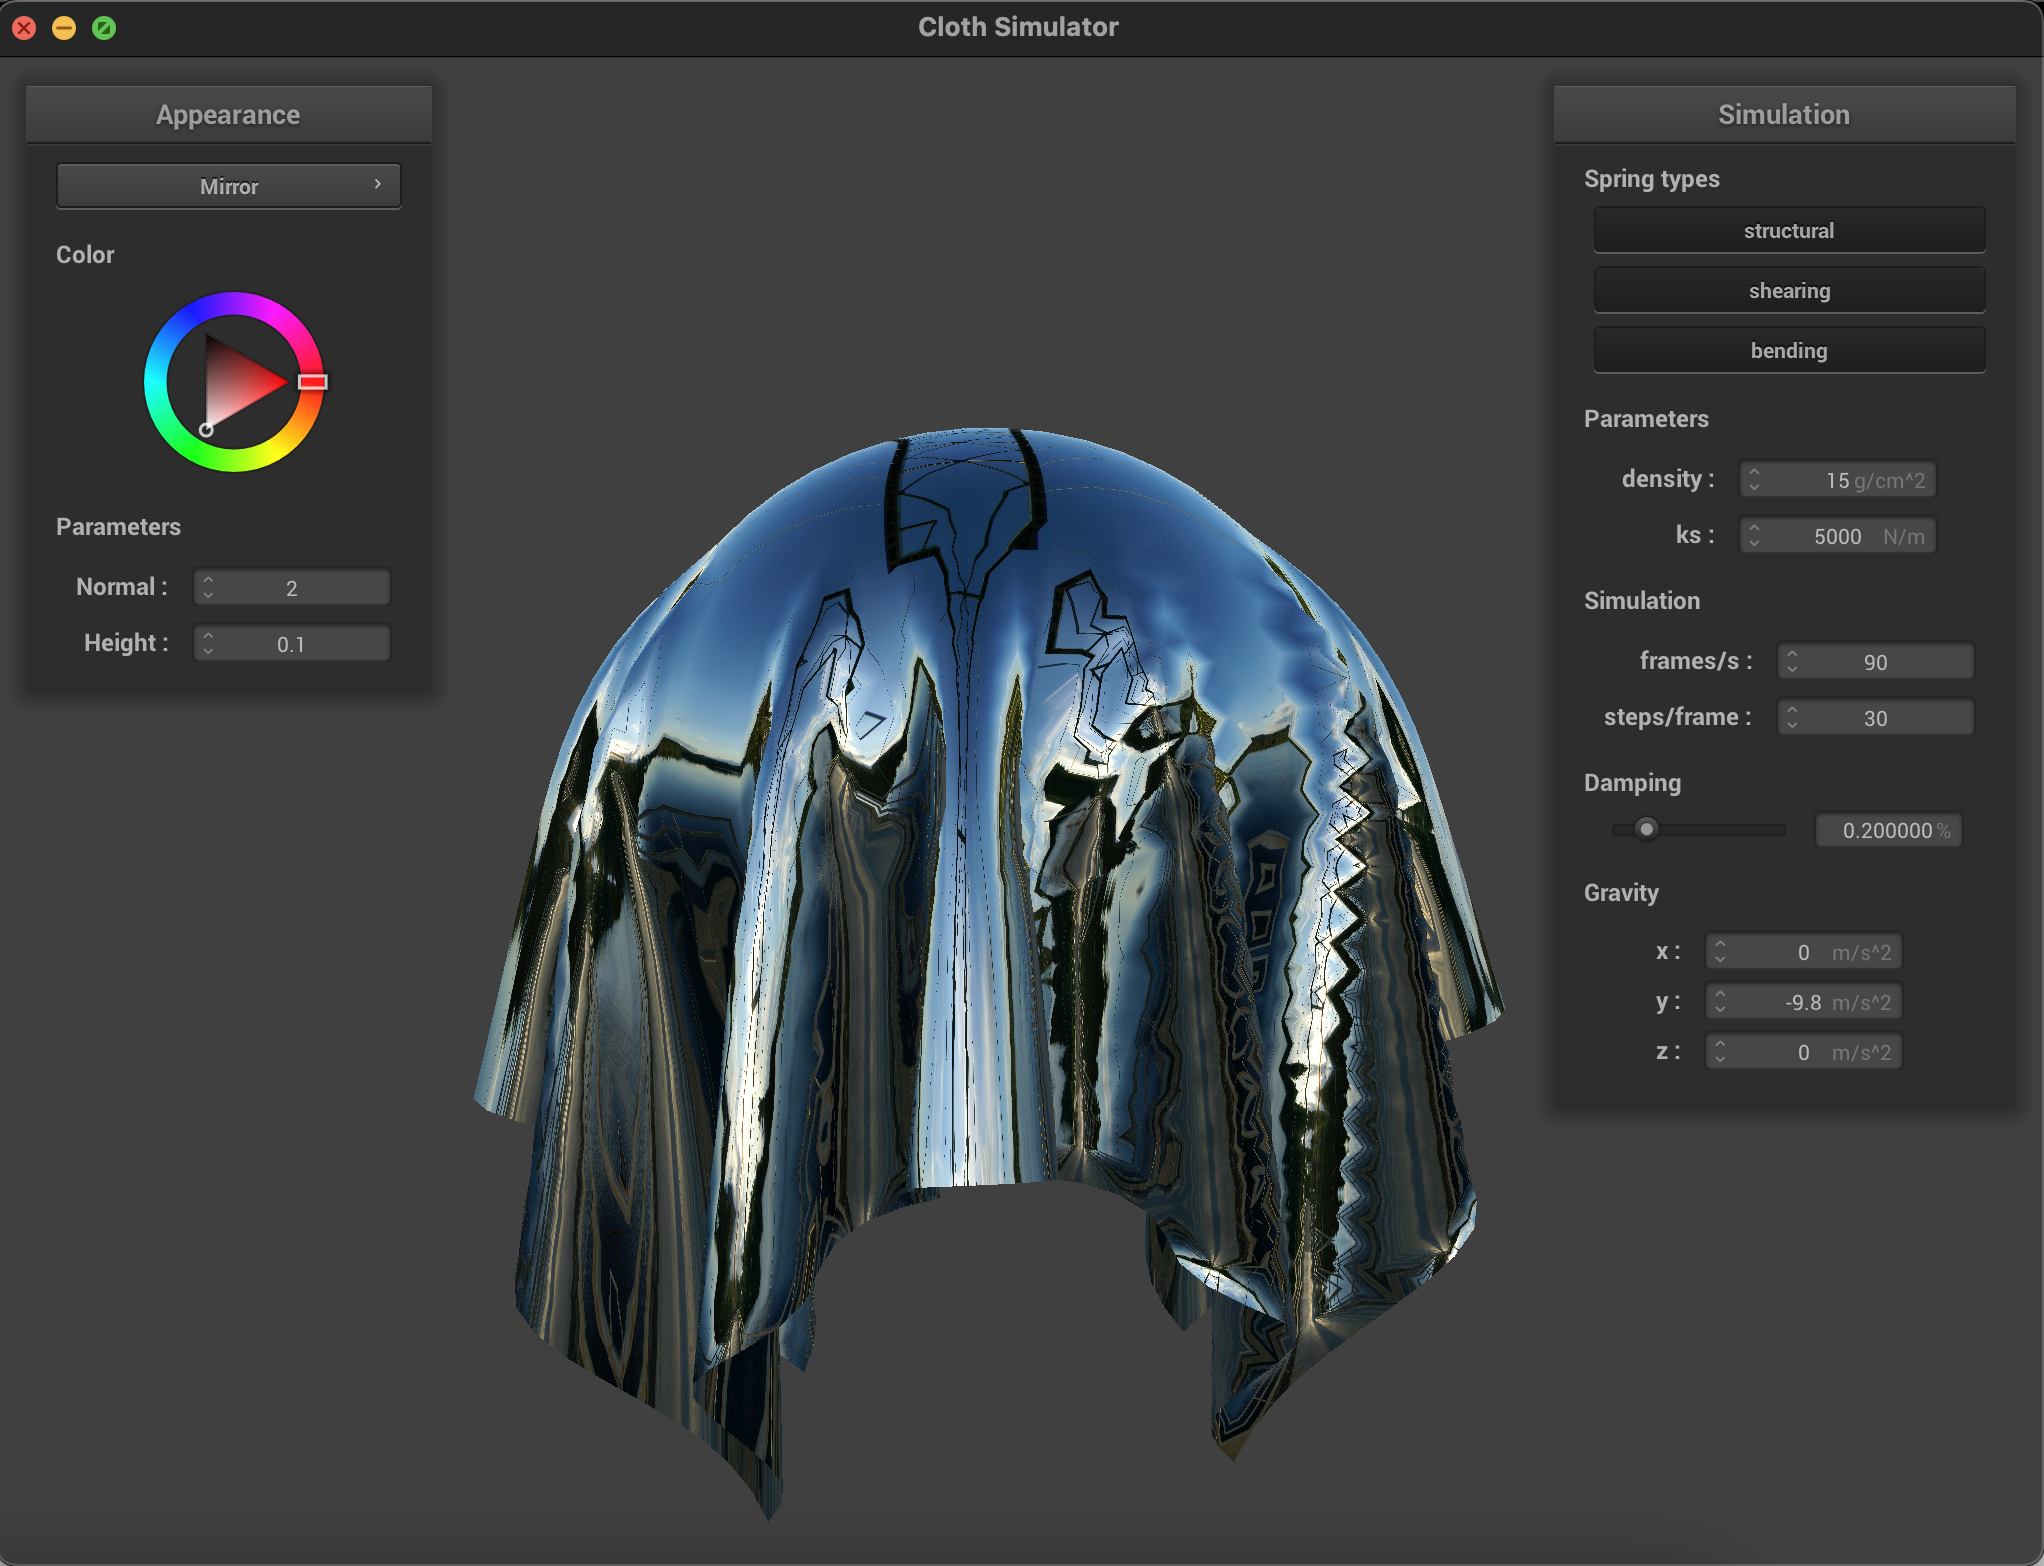 Cloth Simulator
Appearance
Mirror
Color
Parameters
Normal : 2
Height : 0.1
Simulation
Spring types
structural
shearing
bending
Parameters
density : 15 g/cm^2
ks : 5000 N/m
Simulation
frames/s : 90
steps/frame : 30
Damping
0.200000 %
Gravity
x : 0 m/s^2
y : -9.8 m/s^2
z : 0 m/s^2